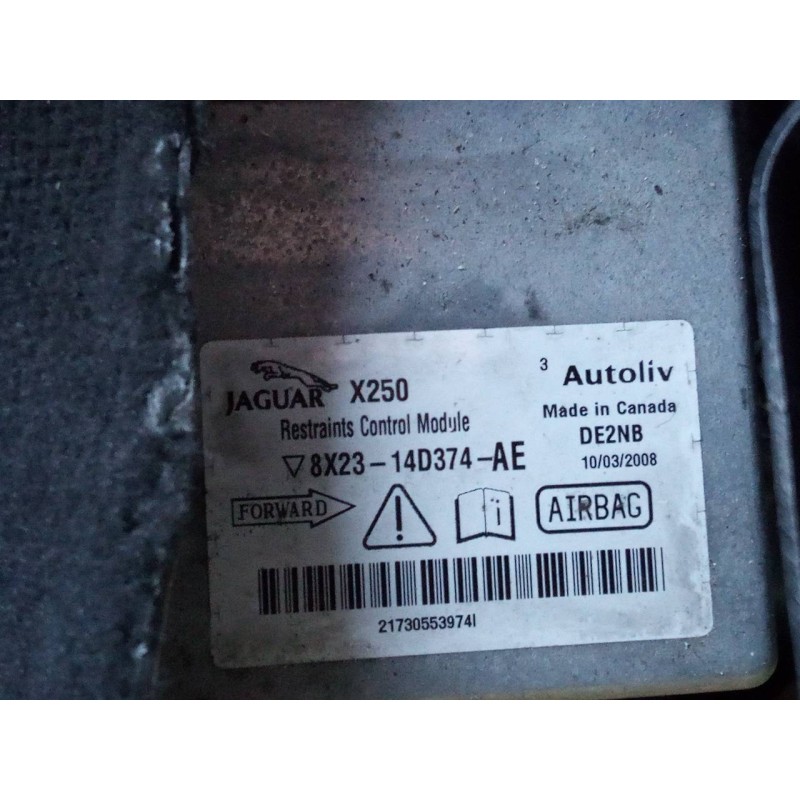 JAGUAR X250
Restraints Control Module
8X23-14D374-AE
3 Autoliv
Made in Canada
DE2NB
10/03/2008
FORWARD
! i AIRBAG
21730553974I